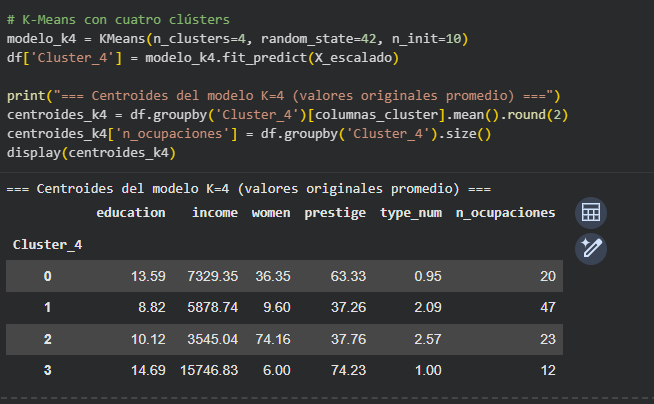 # K-Means con cuatro clústers
modelo_k4 = KMeans(n_clusters=4, random_state=42, n_init=10)
df['Cluster_4'] = modelo_k4.fit_predict(X_escalado)
print("=== Centroides del modelo K=4 (valores originales promedio) ===")
centroides_k4 = df.groupby('Cluster_4')[columnas_cluster].mean().round(2)
centroides_k4['n_ocupaciones'] = df.groupby('Cluster_4').size()
display(centroides_k4)
=== Centroides del modelo K=4 (valores originales promedio) ===
education income women prestige type_num n_ocupaciones
Cluster_4
0 13.59 7329.35 36.35 63.33 0.95 20
1 8.82 5878.74 9.60 37.26 2.09 47
2 10.12 3545.04 74.16 37.76 2.57 23
3 14.69 15746.83 6.00 74.23 1.00 12